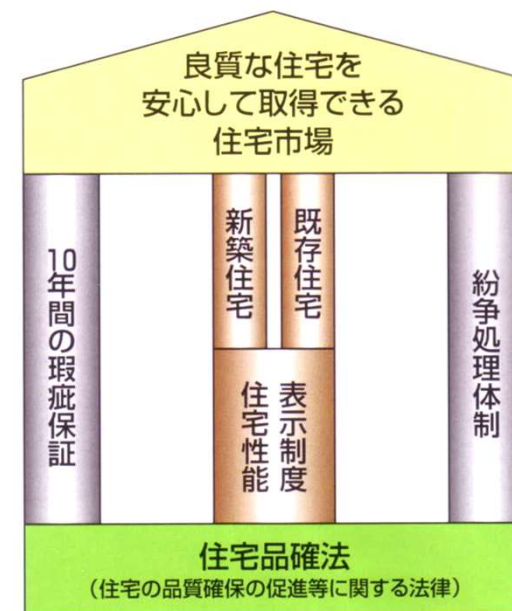 良質な住宅を
安心して取得できる
住宅市場
10年間の瑕疵保証
新築住宅
既存住宅
住宅性能
表示制度
紛争処理体制
住宅品確法
（住宅の品質確保の促進等に関する法律）